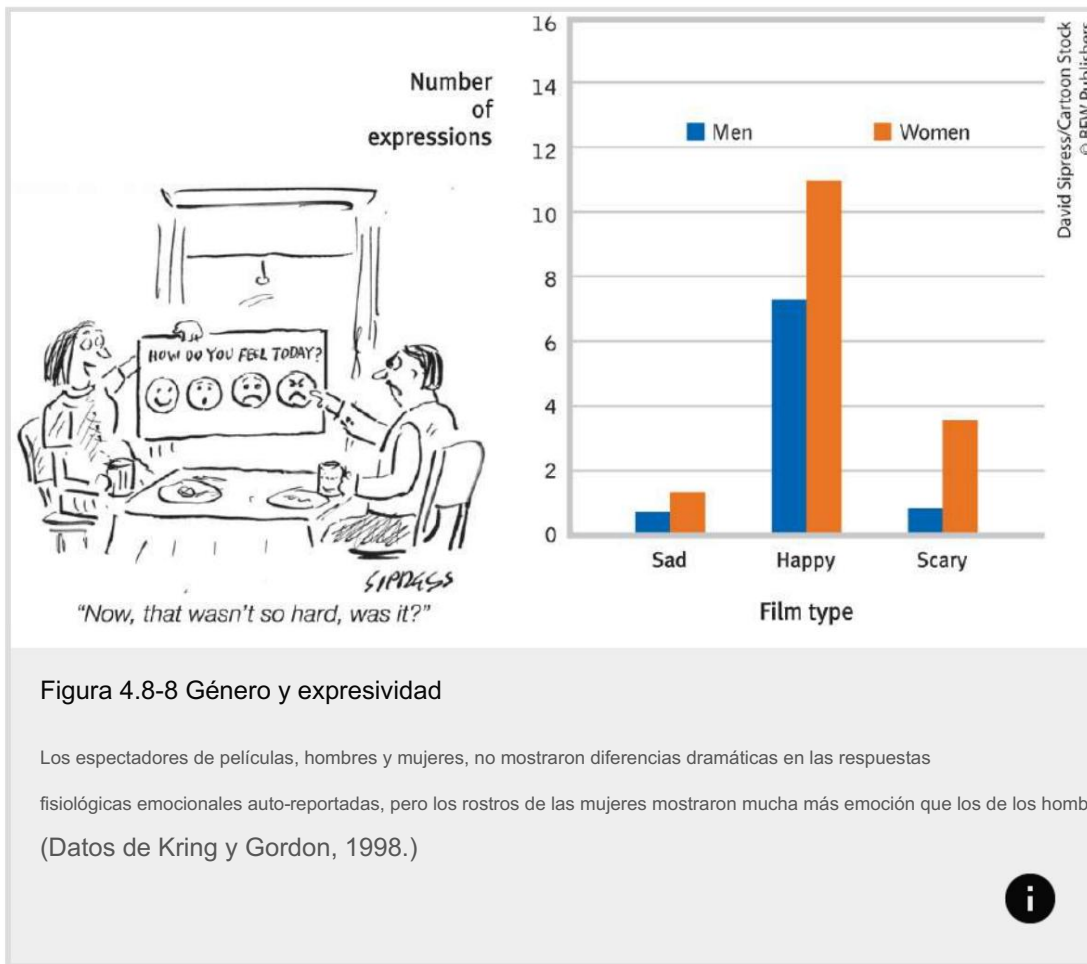 Number
of
expressions
16
14
12
10
8
6
4
2
0
Men
Women
Sad
Happy
Scary
Film type
David Sipress/Cartoon Stock
© BFW Publishers
HOW DO YOU FEEL TODAY?
SIPRESS
"Now, that wasn't so hard, was it?"
Figura 4.8-8 Género y expresividad
Los espectadores de películas, hombres y mujeres, no mostraron diferencias dramáticas en las respuestas
fisiológicas emocionales auto-reportadas, pero los rostros de las mujeres mostraron mucha más emoción que los de los homb
(Datos de Kring y Gordon, 1998.)
i